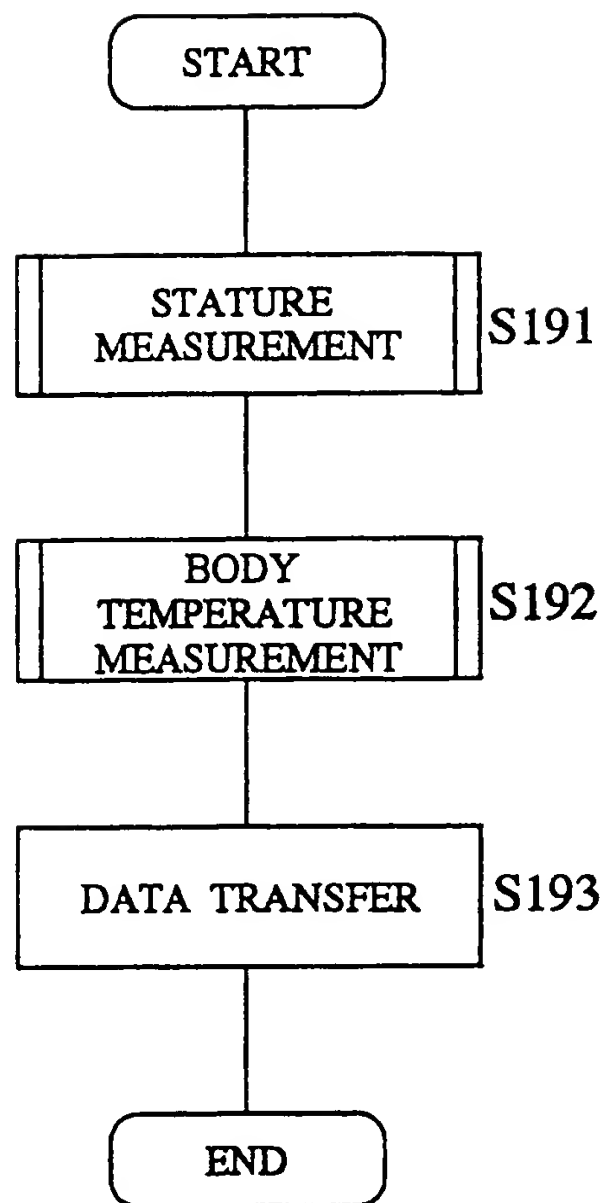 START
STATURE
MEASUREMENT
S191
BODY
TEMPERATURE
MEASUREMENT
S192
DATA TRANSFER
S193
END